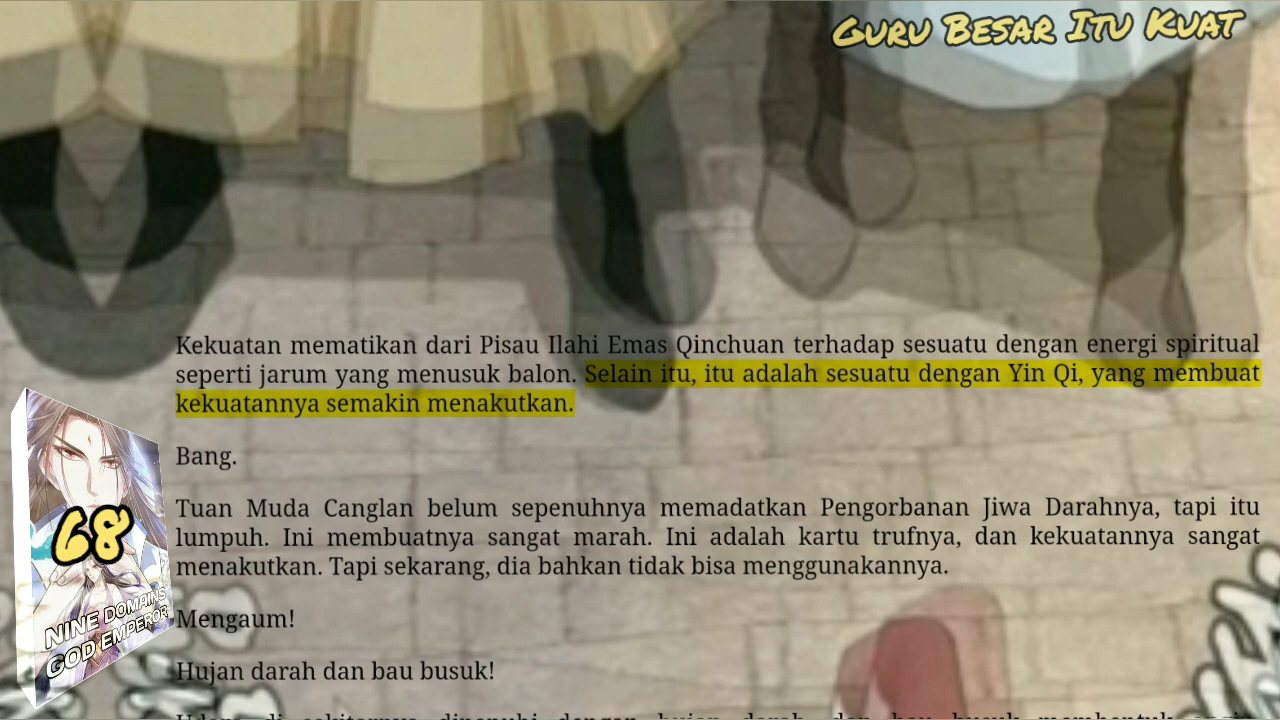 Guru Besar Itu Kuat
Kekuatan mematikan dari Pisau Ilahi Emas Qinchuan terhadap sesuatu dengan energi spiritual
seperti jarum yang menusuk balon. Selain itu, itu adalah sesuatu dengan Yin Qi, yang membuat
kekuatannya semakin menakutkan.
Bang.
Tuan Muda Canglan belum sepenuhnya memadatkan Pengorbanan Jiwa Darahnya, tapi itu
lumpuh. Ini membuatnya sangat marah. Ini adalah kartu trufnya, dan kekuatannya sangat
menakutkan. Tapi sekarang, dia bahkan tidak bisa menggunakannya.
Mengaum!
Hujan darah dan bau busuk!
68
NINE DOMAINS
GOD EMPEROR